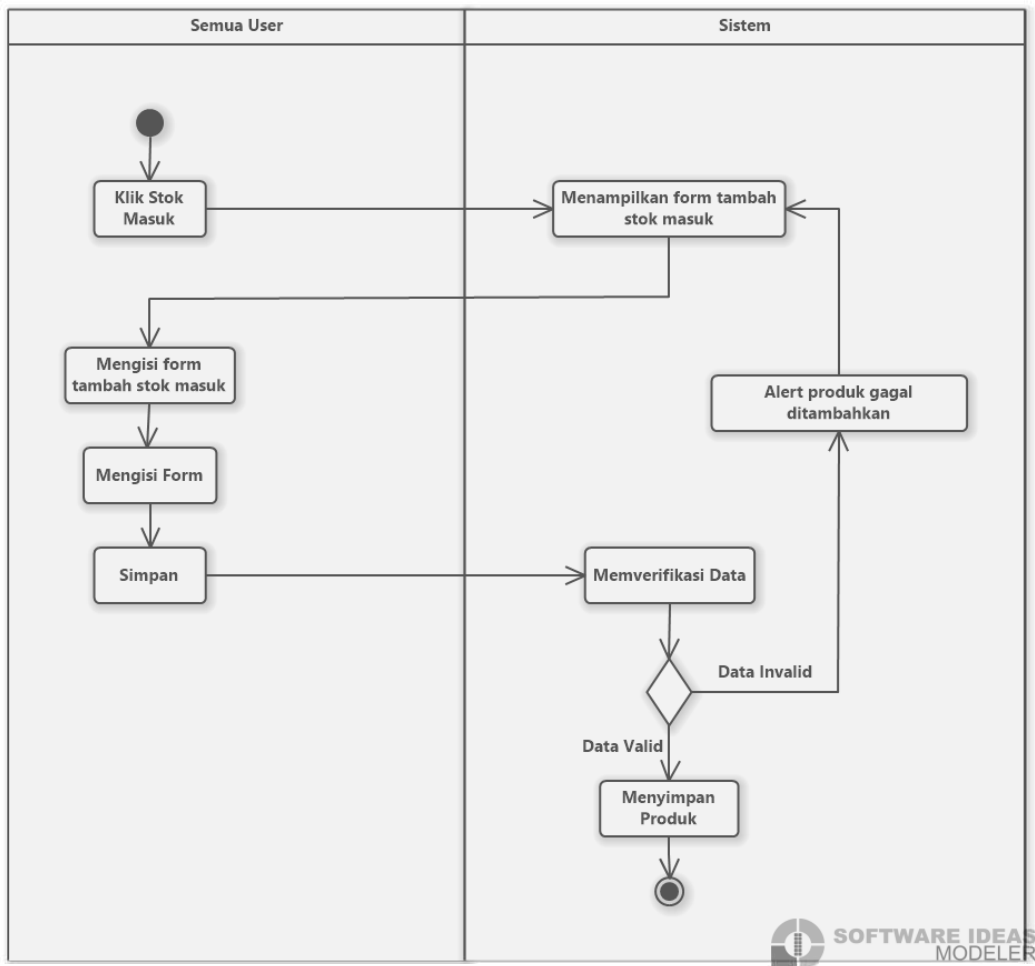 Semua User
Sistem
Klik Stok
Masuk
Menampilkan form tambah
stok masuk
Mengisi form
tambah stok masuk
Alert produk gagal
ditambahkan
Mengisi Form
Simpan
Memverifikasi Data
Data Invalid
Data Valid
Menyimpan
Produk
SOFTWARE IDEAS
MODELER